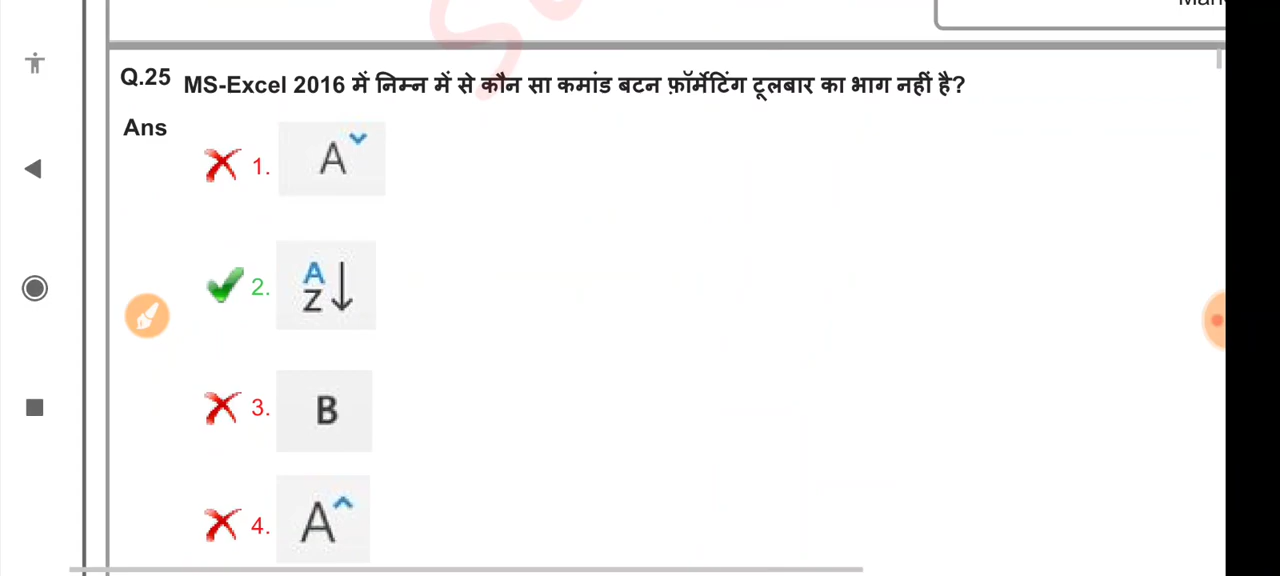 Q.25 MS-Excel 2016 में निम्न में से कौन सा कमांड बटन फ़ॉर्मेटिंग टूलबार का भाग नहीं है?
Ans
1. A
2. A
Z
3. B
4. A